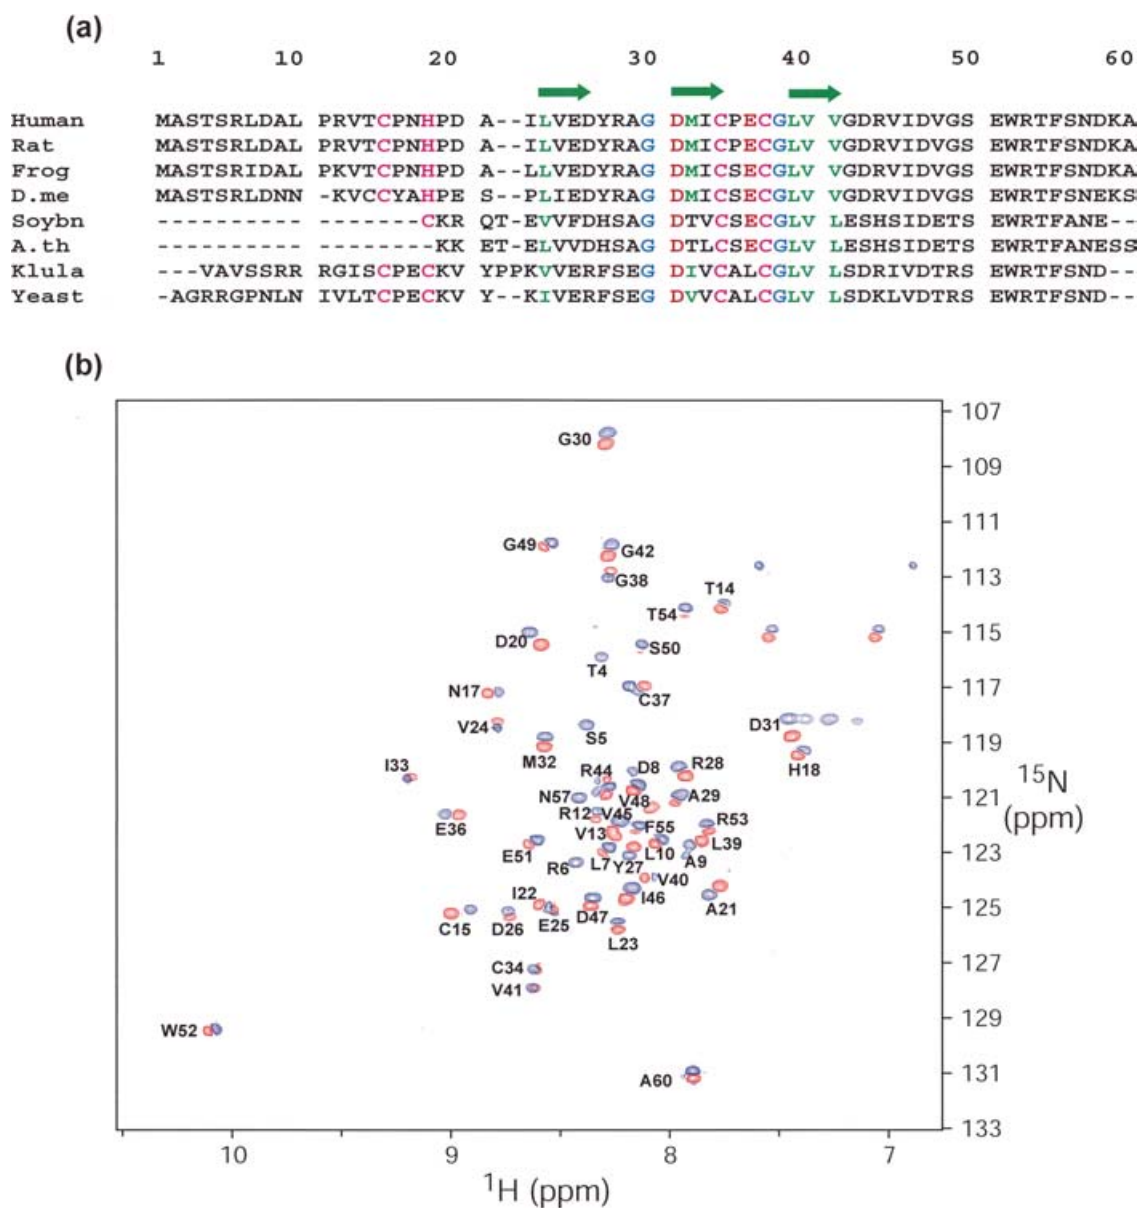 (a)
1 10 20 30 40 50 60
Human MASTSRLDAL PRVTCPNHPD A--ILVEDYRAG DMICPECGLV VGDRVIDVGS EWRTFSNDKA
Rat MASTSRLDAL PRVTCPNHPD A--ILVEDYRAG DMICPECGLV VGDRVIDVGS EWRTFSNDKA
Frog MASTSRIDAL PKVTCPNHPD A--LLVEDYRAG DMICSECGLV VGDRVIDVGS EWRTFSNDKA
D.me MASTSRLDNN -KVCCYAHPE S--PLIEDYRAG DMICSECGLV VGDRVIDVGS EWRTFSNEKS
Soybn ---------- --------CKR QT-EVVFDHSAG DTVCSECGLV LESHSIDETS EWRTFANE--
A.th ---------- ---------KK ET-ELVVDHSAG DTLCSECGLV LESHSIDETS EWRTFANESS
Klula ---VAVSSRR RRGISCPECKV YPPKVVERFSEG DIVCALCGLV LSDRIVDTRS EWRTFSND--
Yeast -AGRRGPNLN IVLTCPECKV Y--KIVERFSEG DVVCALCGLV LSDKLVDTRS EWRTFSND--
(b)
107
G30
109
111
G49
G42
113
G38
T14
T54
115
D20
S50
T4
117
N17
C37
V24
D31
S5
119
M32
H18
I33
R44
D8
R28
15N
(ppm)
N57
V48
A29
121
R12
V45
R53
E36
V13
F55
L39
123
E51
L10
R6
L7
Y27
A9
V40
I22
I46
A21
125
C15
D26
E25
D47
L23
127
C34
V41
129
W52
131
A60
133
10 9 8 7
1H (ppm)